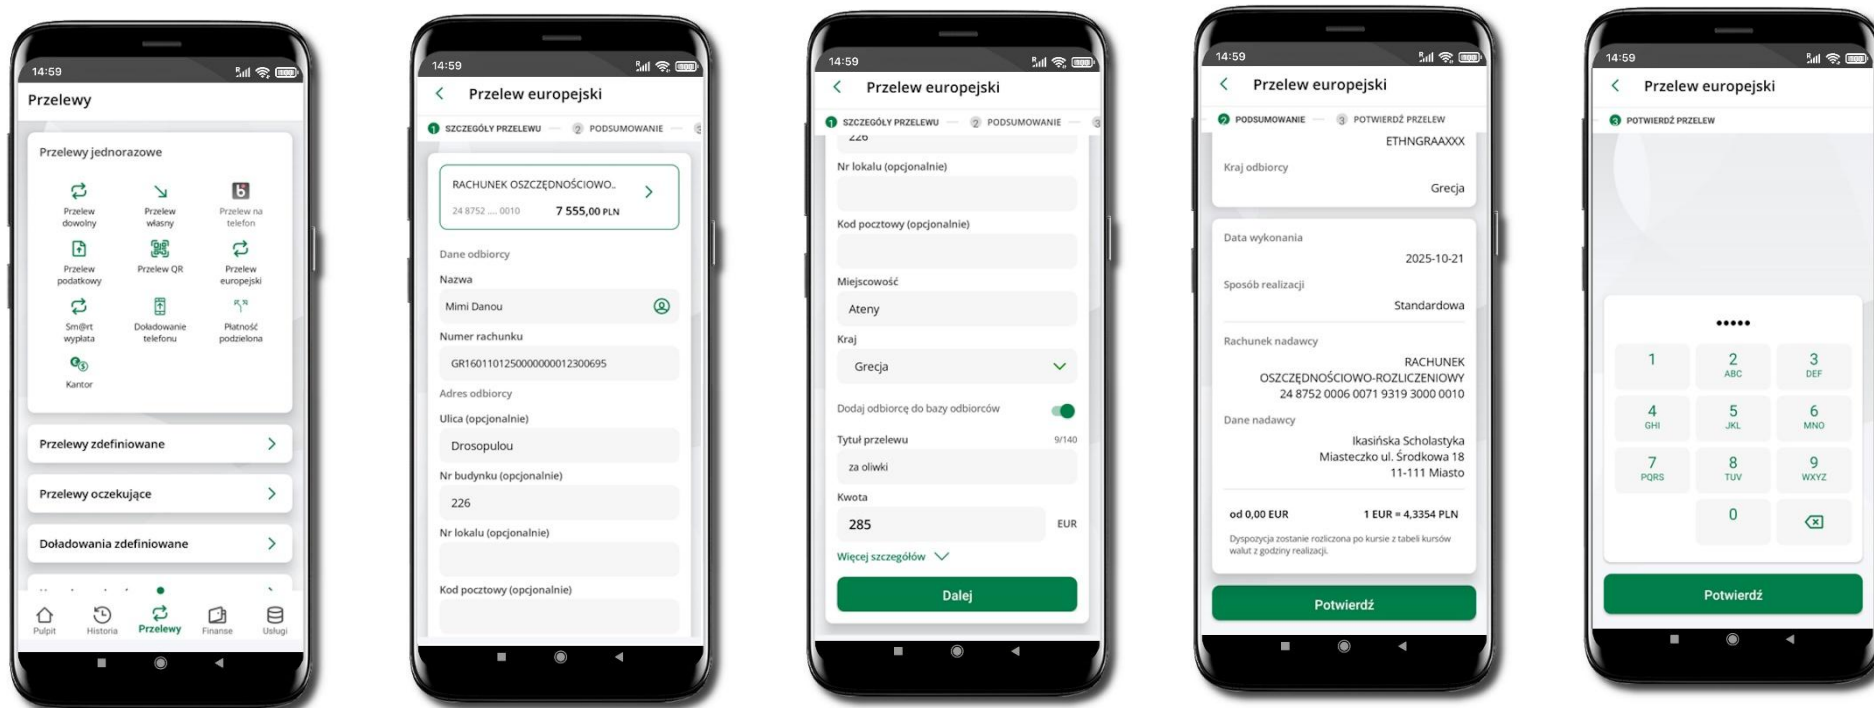 14:59
Przelewy
Przelewy jednorazowe
Przelew dowolny
Przelew własny
Przelew na telefon
Przelew podatkowy
Przelew QR
Przelew europejski
Sm@rt wypłata
Doładowanie telefonu
Płatność podzielona
Kantor
Przelewy zdefiniowane
Przelewy oczekujące
Doładowania zdefiniowane
Pulpit Historia Przelewy Finanse Usługi
14:59
Przelew europejski
1 SZCZEGÓŁY PRZELEWU 2 PODSUMOWANIE 3
RACHUNEK OSZCZĘDNOŚCIOWO..
24 8752 .... 0010 7 555,00 PLN
Dane odbiorcy
Nazwa
Mimi Danou
Numer rachunku
GR1601101250000000012300695
Adres odbiorcy
Ulica (opcjonalnie)
Drosopulou
Nr budynku (opcjonalnie)
226
Nr lokalu (opcjonalnie)
Kod pocztowy (opcjonalnie)
14:59
Przelew europejski
1 SZCZEGÓŁY PRZELEWU 2 PODSUMOWANIE 3
226
Nr lokalu (opcjonalnie)
Kod pocztowy (opcjonalnie)
Miejscowość
Ateny
Kraj
Grecja
Dodaj odbiorcę do bazy odbiorców
Tytuł przelewu 9/140
za oliwki
Kwota
285 EUR
Więcej szczegółów
Dalej
14:59
Przelew europejski
2 PODSUMOWANIE 3 POTWIERDŹ PRZELEW
ETHNGRAAXXX
Kraj odbiorcy
Grecja
Data wykonania
2025-10-21
Sposób realizacji
Standardowa
Rachunek nadawcy
RACHUNEK
OSZCZĘDNOŚCIOWO-ROZLICZENIOWY
24 8752 0006 0071 9319 3000 0010
Dane nadawcy
Ikasińska Scholastyka
Miasteczko ul. Środkowa 18
11-111 Miasto
od 0,00 EUR 1 EUR = 4,3354 PLN
Dyspozycja zostanie rozliczona po kursie z tabeli kursów
walut z godziny realizacji.
Potwierdź
14:59
Przelew europejski
3 POTWIERDŹ PRZELEW
1 2 3
ABC DEF
4 5 6
GHI JKL MNO
7 8 9
PQRS TUV WXYZ
0
Potwierdź